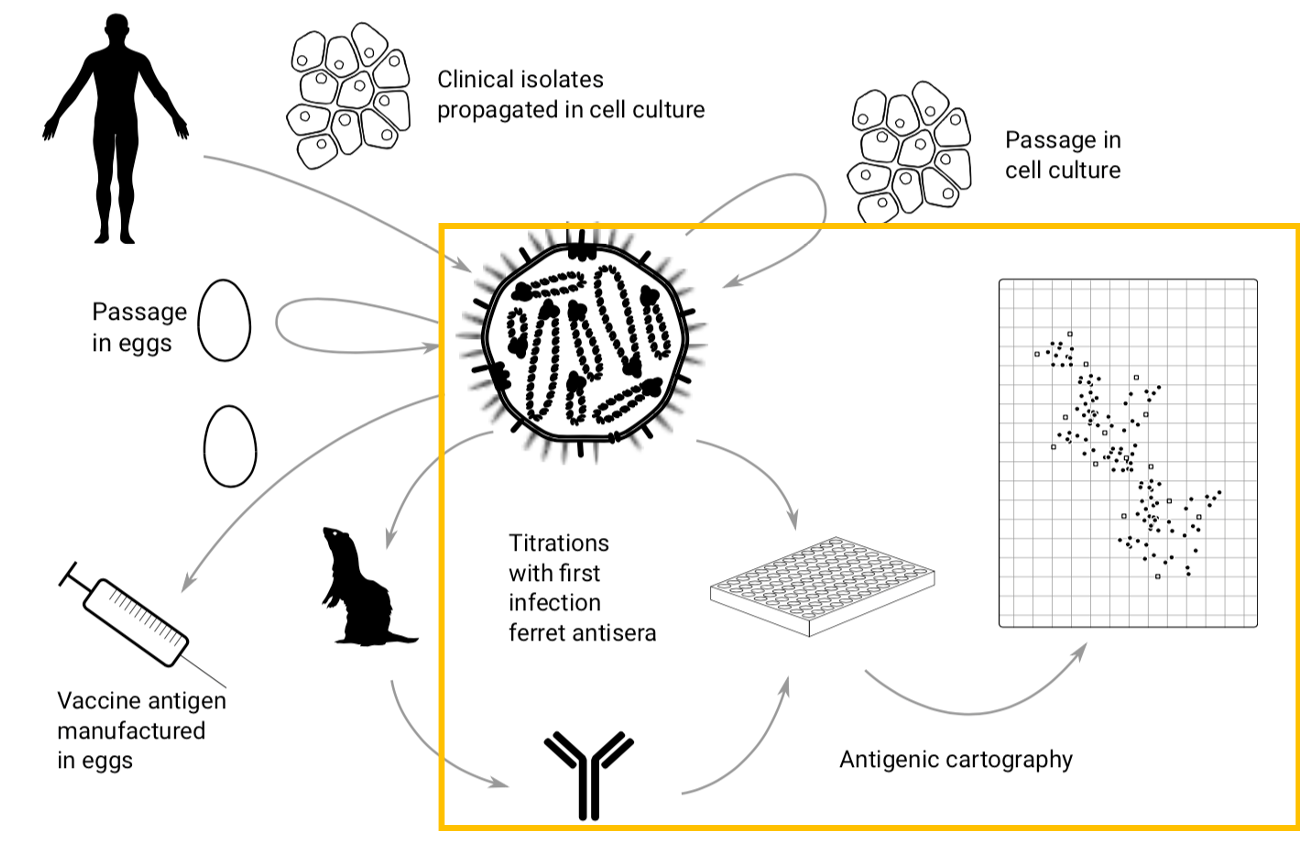 Clinical isolates
propagated in cell culture
Passage in
cell culture
Passage
in eggs
Titrations
with first
infection
ferret antisera
Vaccine antigen
manufactured
in eggs
Antigenic cartography